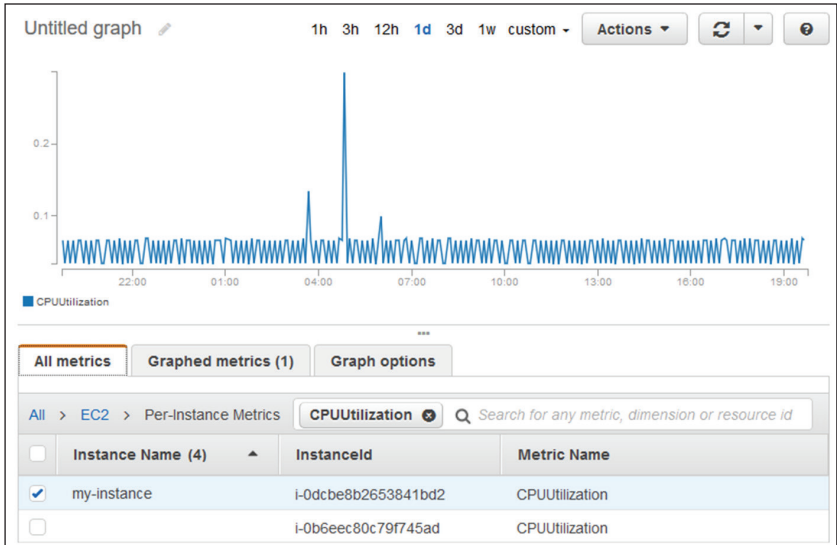 Untitled graph 1h 3h 12h 1d 3d 1w custom Actions
0.2
0.1
22:00 01:00 04:00 07:00 10:00 13:00 16:00 19:00
CPUUtilization
All metrics Graphed metrics (1) Graph options
All > EC2 > Per-Instance Metrics CPUUtilization Search for any metric, dimension or resource id
Instance Name (4) InstanceId Metric Name
my-instance i-0dcbe8b2653841bd2 CPUUtilization
i-0b6eec80c79f745ad CPUUtilization